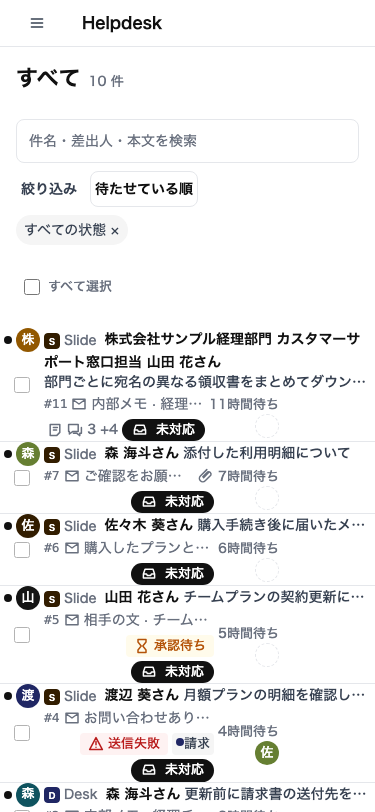 Helpdesk
すべて 10 件
件名・差出人・本文を検索
絞り込み 待たせている順
すべての状態 ×
すべて選択
株 S Slide 株式会社サンプル経理部門 カスタマーサ
ポート窓口担当 山田 花さん
部門ごとに宛名の異なる領収書をまとめてダウン…
#11 内部メモ・経理… 11時間待ち
3 +4 未対応
森 S Slide 森 海斗さん 添付した利用明細について
#7 ご確認をお願… 7時間待ち
未対応
佐 S Slide 佐々木 葵さん 購入手続き後に届いたメ…
#6 購入したプランと… 6時間待ち
未対応
山 S Slide 山田 花さん チームプランの契約更新に…
#5 相手の文・チーム… 5時間待ち
承認待ち
未対応
渡 S Slide 渡辺 葵さん 月額プランの明細を確認し…
#4 お問い合わせあり… 4時間待ち
送信失敗 請求 佐
未対応
森 D Desk 森 海斗さん 更新前に請求書の送付先を…